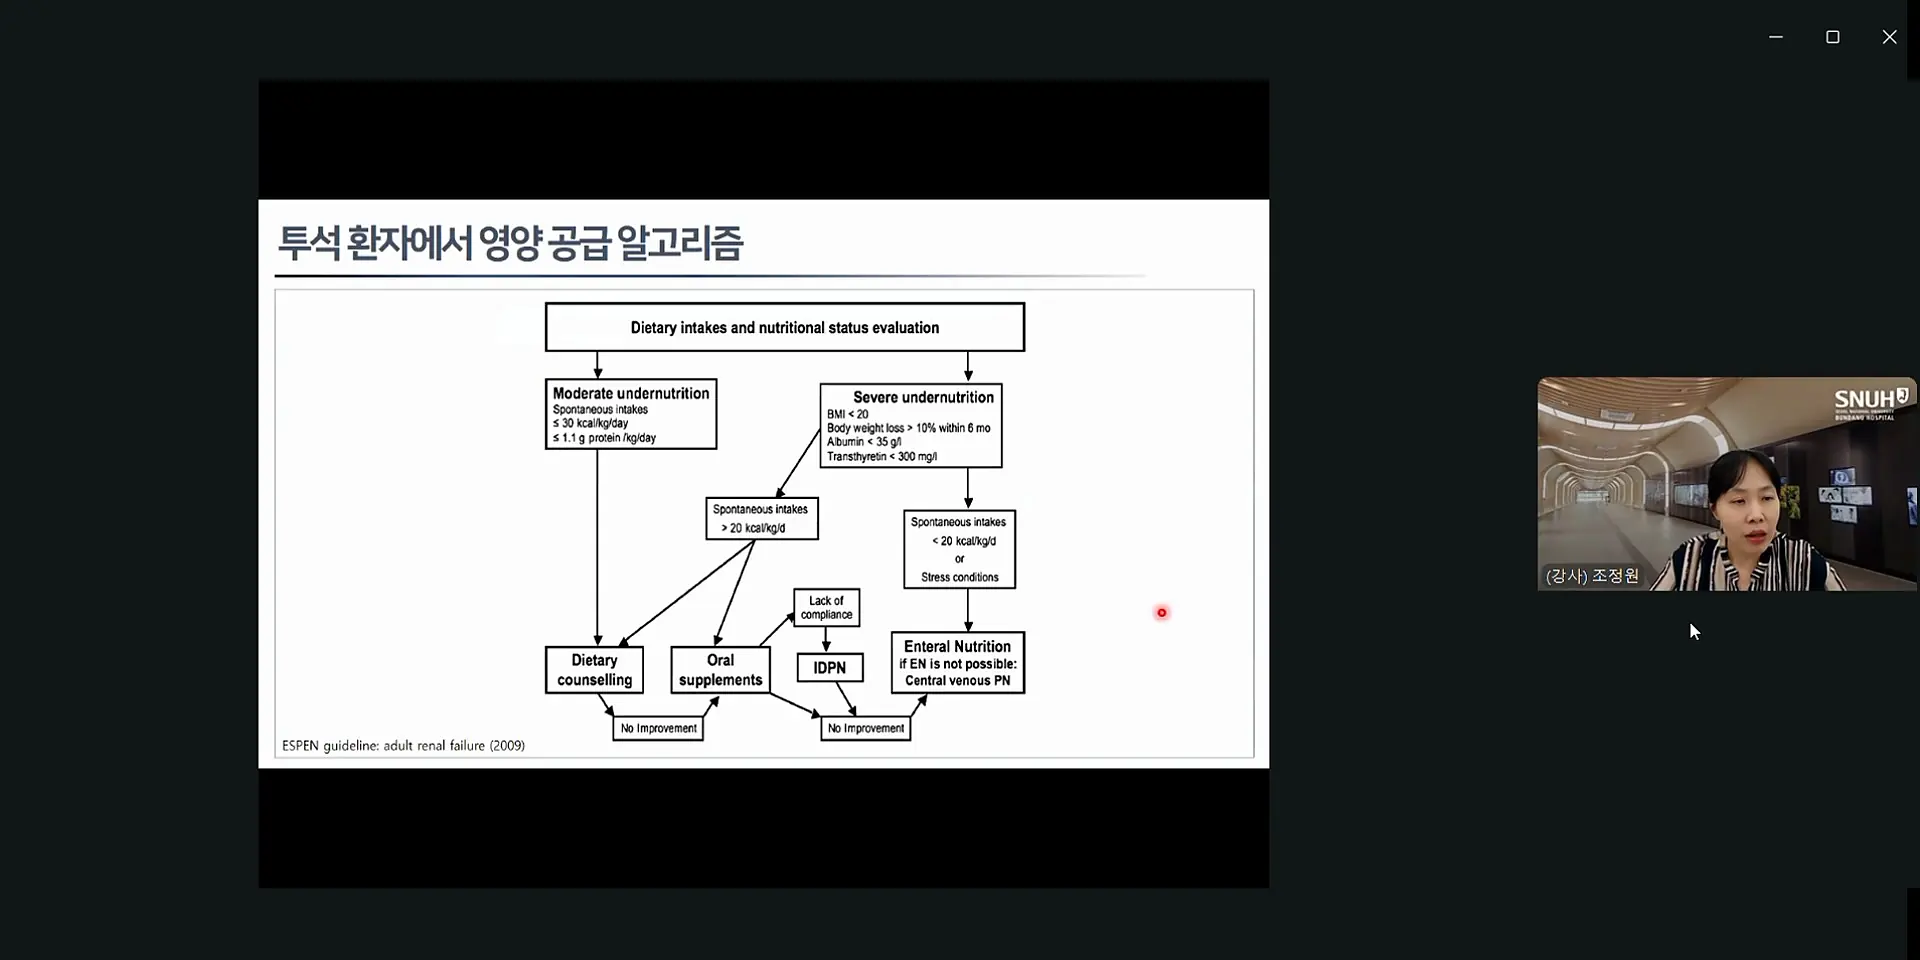 투석 환자에서 영양 공급 알고리즘
Dietary intakes and nutritional status evaluation
Moderate undernutrition
Spontaneous intakes
≤ 30 kcal/kg/day
≤ 1.1 g protein /kg/day
Severe undernutrition
BMI < 20
Body weight loss > 10% within 6 mo
Albumin < 35 g/l
Transthyretin < 300 mg/l
Spontaneous intakes
> 20 kcal/kg/d
Spontaneous intakes
< 20 kcal/kg/d
or
Stress conditions
Lack of
compliance
Dietary
counselling
Oral
supplements
IDPN
Enteral Nutrition
if EN is not possible:
Central venous PN
No Improvement
No Improvement
ESPEN guideline: adult renal failure (2009)
SNUH
SEOUL NATIONAL UNIVERSITY
BUNDANG HOSPITAL
(강사) 조정원